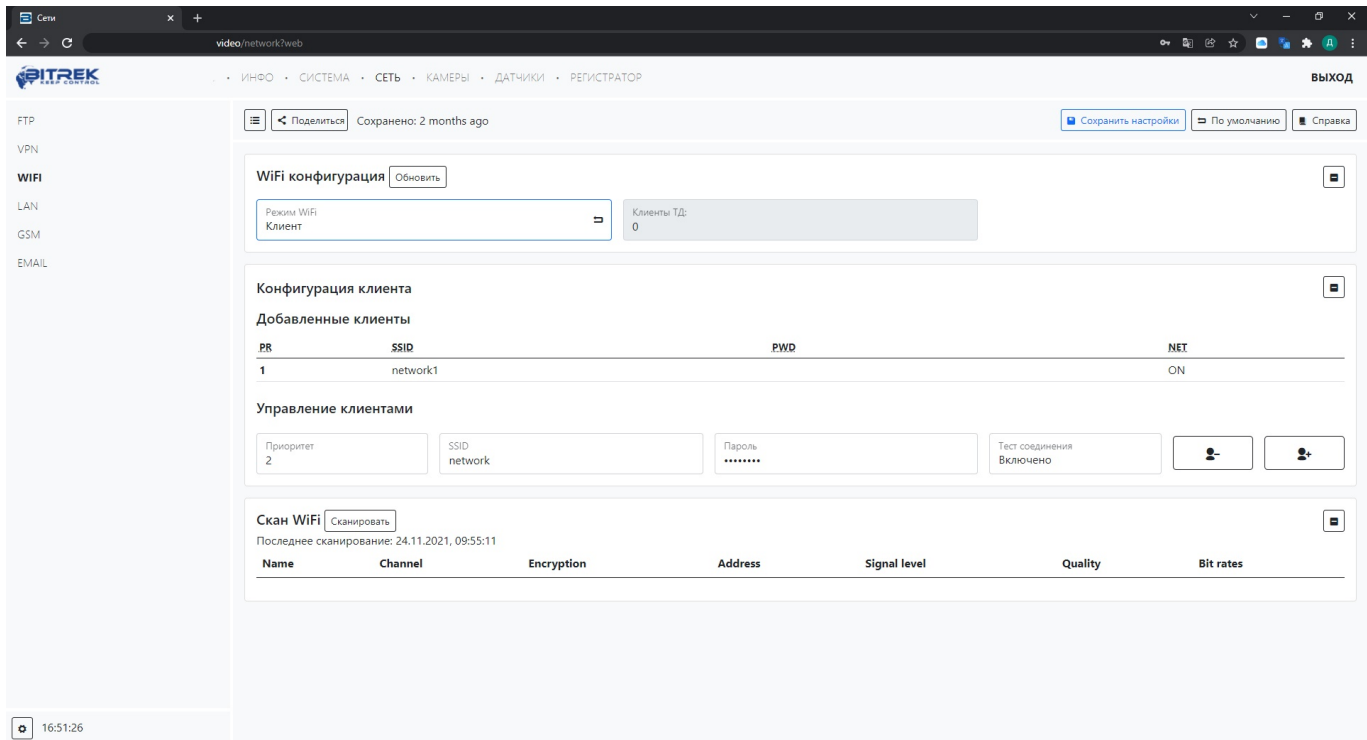 Сети
video/network?web
Д
BITREK
KEEP CONTROL
• ИНФО • СИСТЕМА • СЕТЬ • КАМЕРЫ • ДАТЧИКИ • РЕГИСТРАТОР
ВЫХОД
FTP
VPN
WIFI
LAN
GSM
EMAIL
Поделиться Сохранено: 2 months ago
Сохранить настройки По умолчанию Справка
WiFi конфигурация Обновить
Режим WiFi
Клиент
Клиенты ТД:
0
Конфигурация клиента
Добавленные клиенты
PR SSID PWD NET
1 network1 ON
Управление клиентами
Приоритет
2
SSID
network
Пароль
••••••••
Тест соединения
Включено
Скан WiFi Сканировать
Последнее сканирование: 24.11.2021, 09:55:11
Name Channel Encryption Address Signal level Quality Bit rates
16:51:26